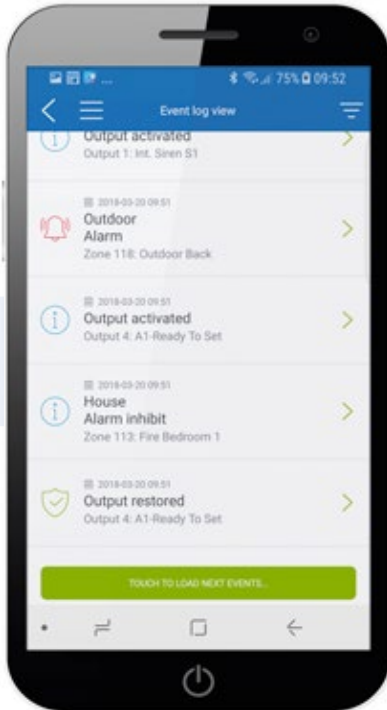 75% 09:52
Event log view
Output activated
Output 1: Int. Siren S1
2018-03-20 09:51
Outdoor
Alarm
Zone 118: Outdoor Back
2018-03-20 09:51
Output activated
Output 4: A1-Ready To Set
2018-03-20 09:51
House
Alarm inhibit
Zone 113: Fire Bedroom 1
2018-03-20 09:51
Output restored
Output 4: A1-Ready To Set
TOUCH TO LOAD NEXT EVENTS...